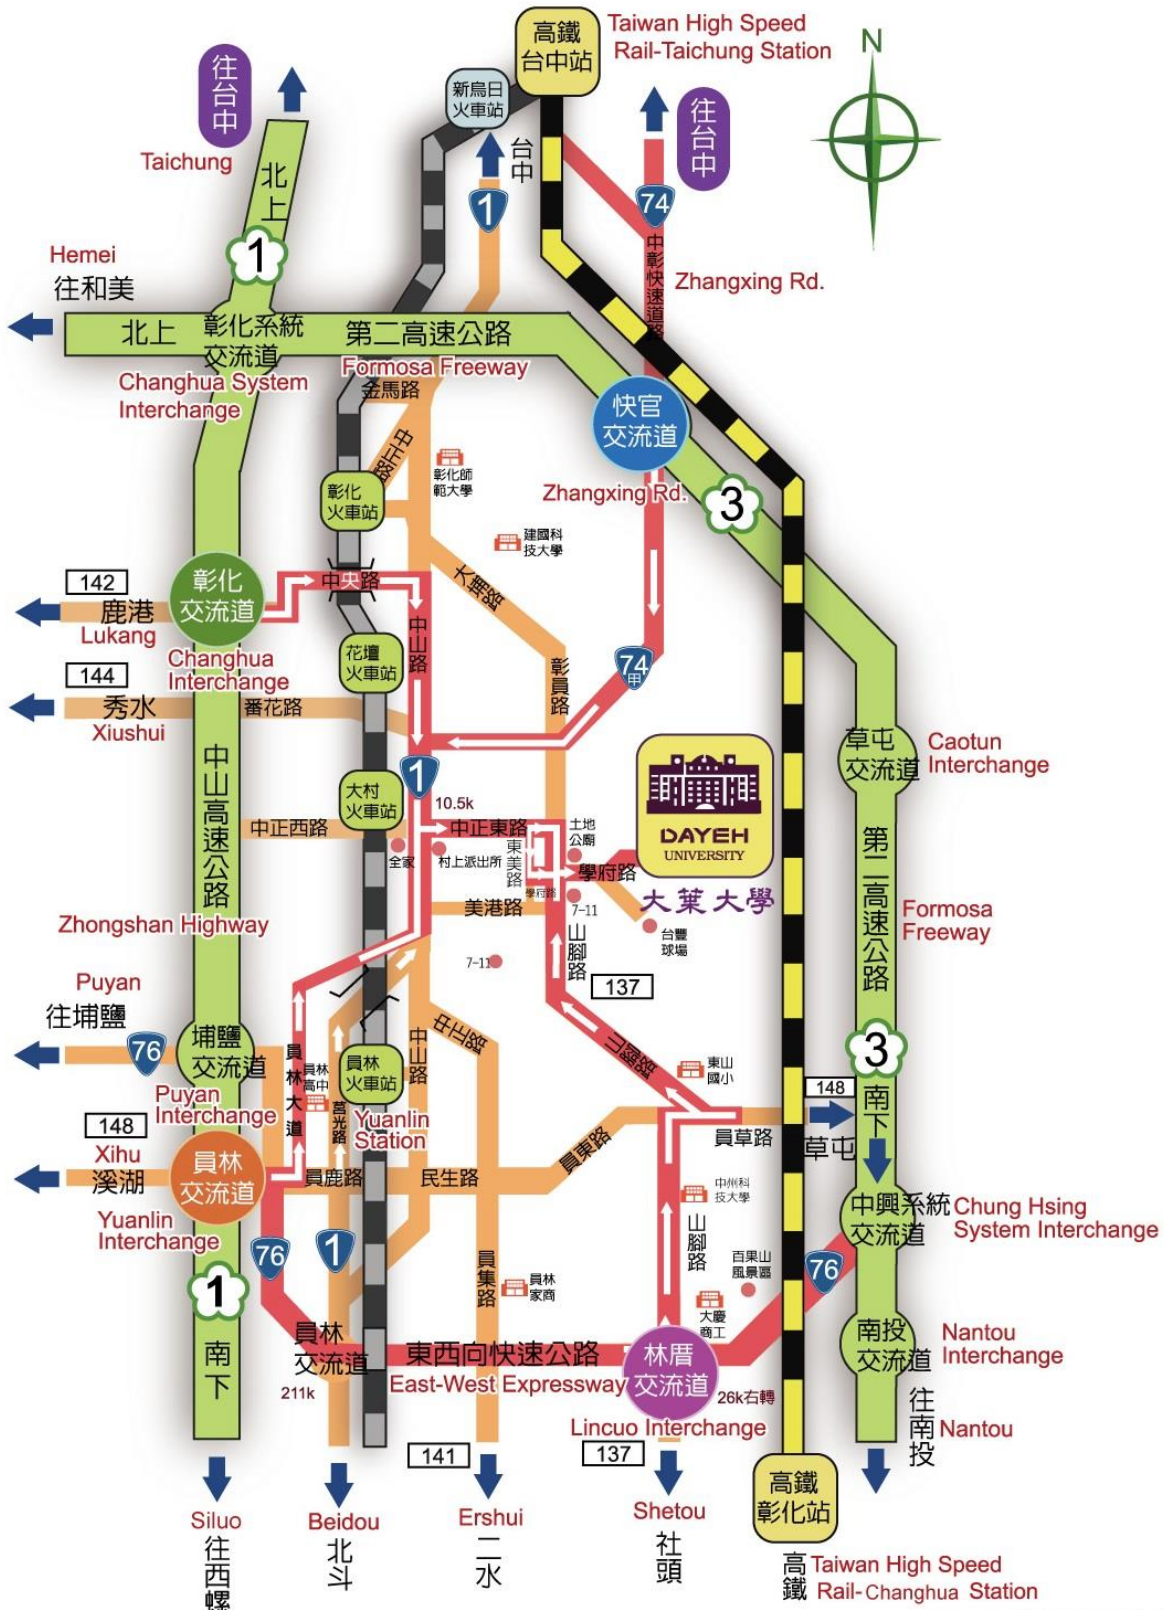 高鐵
台中站
Taiwan High Speed
Rail-Taichung Station
N
往台中
新烏日
火車站
往台中
Taichung
北上
台中
1
74
1
中彰快速道路
Zhangxing Rd.
Hemei
往和美
北上
彰化系統
交流道
第二高速公路
Changhua System
Interchange
Formosa Freeway
金馬路
快官
交流道
中正路
彰化師
範大學
Zhangxing Rd.
3
彰化
火車站
建國科
技大學
大埔路
142
鹿港
Lukang
彰化
交流道
中央路
中山路
Changhua
Interchange
花壇
火車站
彰員路
74
甲
144
秀水
Xiushui
番花路
草屯
交流道
Caotun
Interchange
中山高速公路
大村
火車站
1
10.5k
DAYEH
UNIVERSITY
大葉大學
中正西路
中正東路
土地
公廟
全家
村上派出所
東美路
學府路
學府路
美港路
7-11
山腳路
台豐
球場
第二高速公路
Formosa
Freeway
Zhongshan Highway
7-11
137
Puyan
往埔鹽
76
埔鹽
交流道
Puyan
Interchange
員林大道
員林
高中
莒光路
員林
火車站
Yuanlin
Station
中山路
中正路
山腳路
東山
國小
3
148
南下
草屯
員草路
148
Xihu
溪湖
員林
交流道
Yuanlin
Interchange
員鹿路
民生路
員東路
中州科
技大學
中興系統
交流道
Chung Hsing
System Interchange
76
1
員集路
山腳路
百果山
風景區
76
1
員林
家商
大慶
商工
南下
員林
交流道
東西向快速公路
East-West Expressway
林厝
交流道
南投
交流道
Nantou
Interchange
211k
26k右轉
Lincuo Interchange
往南投
Nantou
141
137
高鐵
彰化站
Siluo
往西螺
Beidou
北斗
Ershui
二水
Shetou
社頭
高鐵
Taiwan High Speed
Rail-Changhua Station